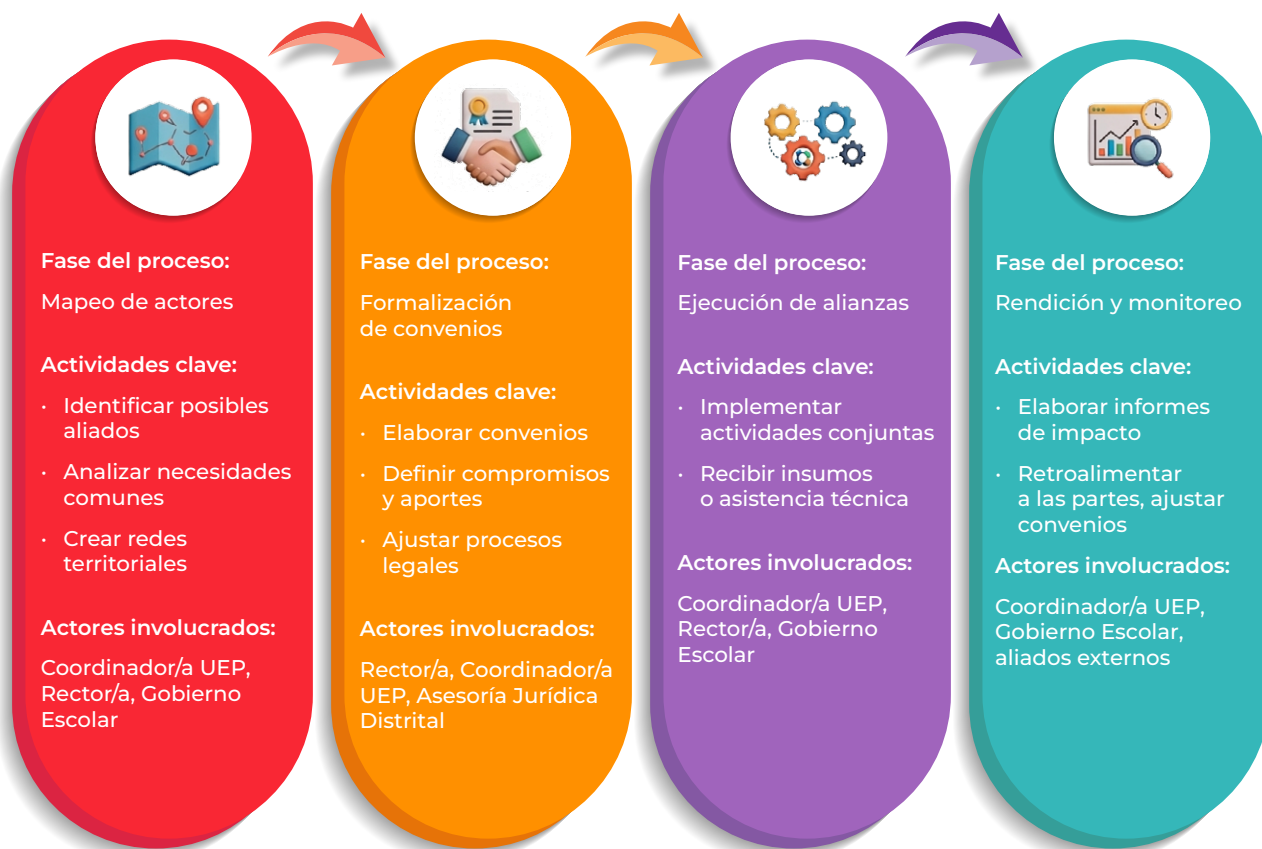 Fase del proceso:
Mapeo de actores
Actividades clave:
· Identificar posibles
aliados
· Analizar necesidades
comunes
· Crear redes
territoriales
Actores involucrados:
Coordinador/a UEP,
Rector/a, Gobierno
Escolar
Fase del proceso:
Formalización
de convenios
Actividades clave:
· Elaborar convenios
· Definir compromisos
y aportes
· Ajustar procesos
legales
Actores involucrados:
Rector/a, Coordinador/a
UEP, Asesoría Jurídica
Distrital
Fase del proceso:
Ejecución de alianzas
Actividades clave:
· Implementar
actividades conjuntas
· Recibir insumos
o asistencia técnica
Actores involucrados:
Coordinador/a UEP,
Rector/a, Gobierno
Escolar
Fase del proceso:
Rendición y monitoreo
Actividades clave:
· Elaborar informes
de impacto
· Retroalimentar
a las partes, ajustar
convenios
Actores involucrados:
Coordinador/a UEP,
Gobierno Escolar,
aliados externos